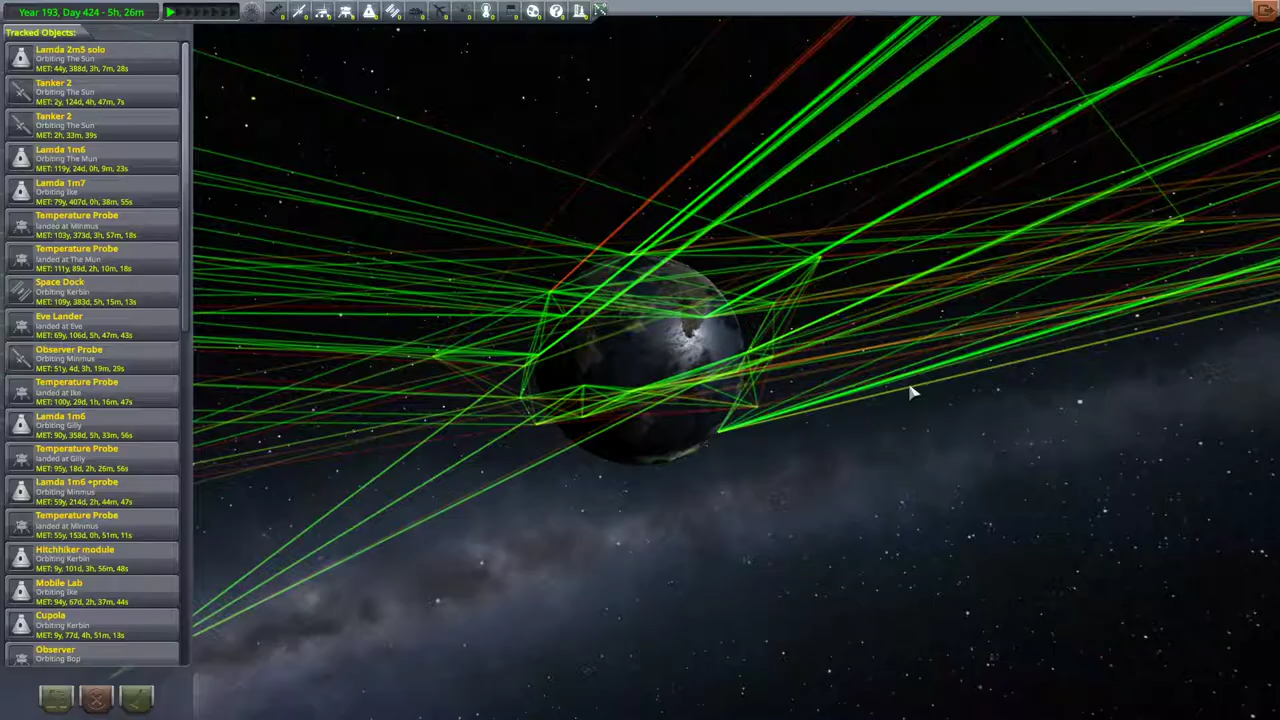 Year 193, Day 424 - 5h, 26m
Tracked Objects:
Lamda 2m5 solo
Orbiting The Sun
MET: 44y, 388d, 3h, 7m, 28s
Tanker 2
Orbiting The Sun
MET: 2y, 124d, 4h, 47m, 7s
Tanker 2
Orbiting The Sun
MET: 2h, 33m, 39s
Lamda 1m6
Orbiting The Mun
MET: 119y, 24d, 0h, 9m, 23s
Lamda 1m7
Orbiting Ike
MET: 79y, 407d, 0h, 38m, 55s
Temperature Probe
landed at Minmus
MET: 103y, 373d, 3h, 57m, 18s
Temperature Probe
landed at The Mun
MET: 111y, 89d, 2h, 10m, 18s
Space Dock
Orbiting Kerbin
MET: 109y, 383d, 5h, 15m, 13s
Eve Lander
landed at Eve
MET: 69y, 106d, 5h, 47m, 43s
Observer Probe
Orbiting Minmus
MET: 51y, 4d, 3h, 19m, 29s
Temperature Probe
landed at Ike
MET: 100y, 29d, 1h, 16m, 47s
Lamda 1m6
Orbiting Gilly
MET: 90y, 358d, 5h, 33m, 56s
Temperature Probe
landed at Gilly
MET: 95y, 18d, 2h, 26m, 56s
Lamda 1m6 +probe
Orbiting Minmus
MET: 59y, 214d, 2h, 44m, 47s
Temperature Probe
landed at Minmus
MET: 55y, 153d, 0h, 51m, 11s
Hitchhiker module
Orbiting Kerbin
MET: 9y, 101d, 3h, 56m, 48s
Mobile Lab
Orbiting Ike
MET: 94y, 67d, 2h, 37m, 44s
Cupola
Orbiting Kerbin
MET: 9y, 77d, 4h, 51m, 13s
Observer
Orbiting Bop